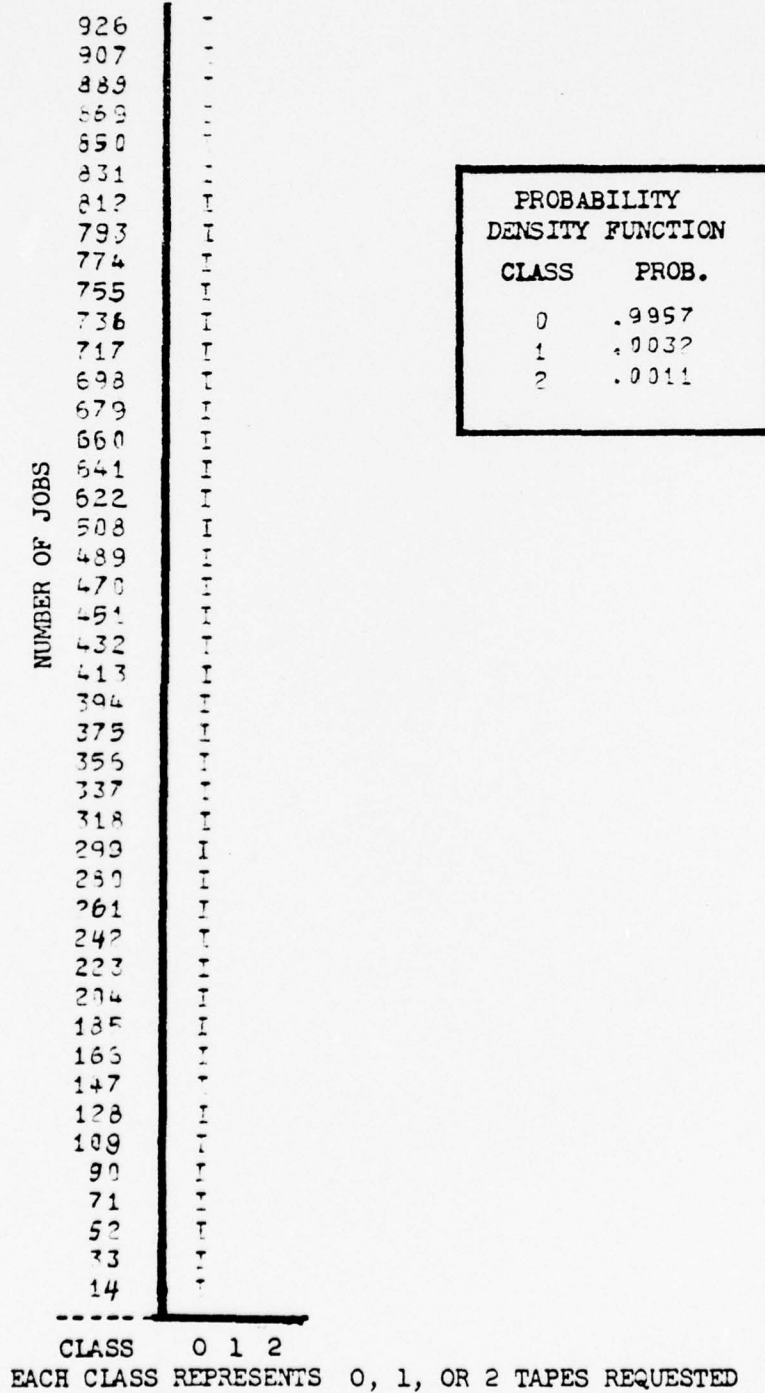 926 -
907 -
889 -
869 -
850
831 -
812 I
793 I
774 I
755 I
736 I
717 I
698 I
679 I
660 I
641 I
622 I
508 I
489 I
470 I
451 I
432 I
413 I
394 I
375 I
356 I
337 I
318 I
299 I
280 I
261 I
242 I
223 I
204 I
185 I
166 I
147 I
128 I
109 I
90 I
71 I
52 I
33 I
14 I
NUMBER OF JOBS
-----
CLASS 0 1 2
EACH CLASS REPRESENTS 0, 1, OR 2 TAPES REQUESTED
PROBABILITY
DENSITY FUNCTION
CLASS PROB.
0 .9957
1 .0032
2 .0011